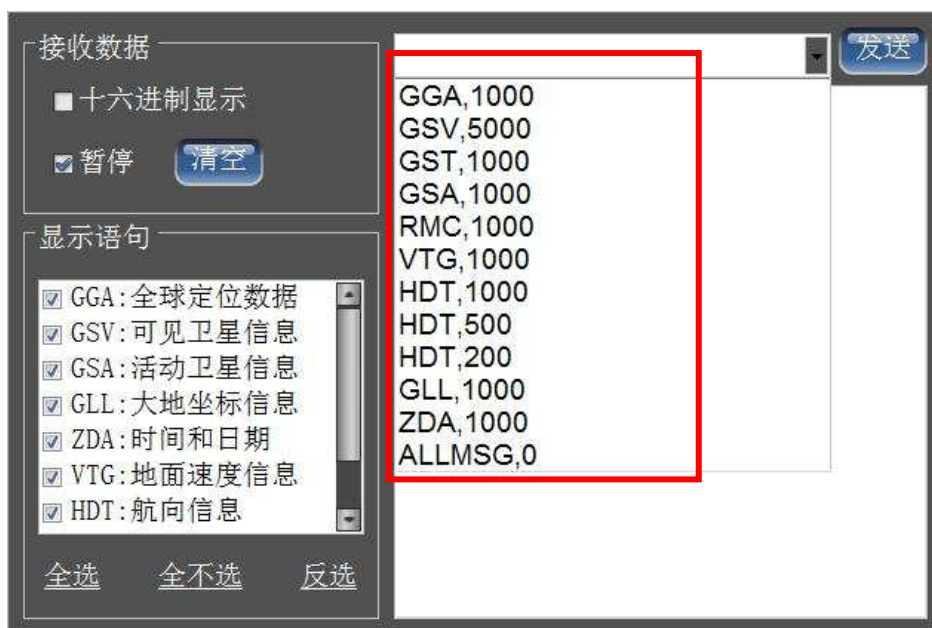 接收数据
十六进制显示
暂停
清空
显示语句
GGA:全球定位数据
GSV:可见卫星信息
GSA:活动卫星信息
GLL:大地坐标信息
ZDA:时间和日期
VTG:地面速度信息
HDT:航向信息
全选 全不选 反选
发送
GGA,1000
GSV,5000
GST,1000
GSA,1000
RMC,1000
VTG,1000
HDT,1000
HDT,500
HDT,200
GLL,1000
ZDA,1000
ALLMSG,0